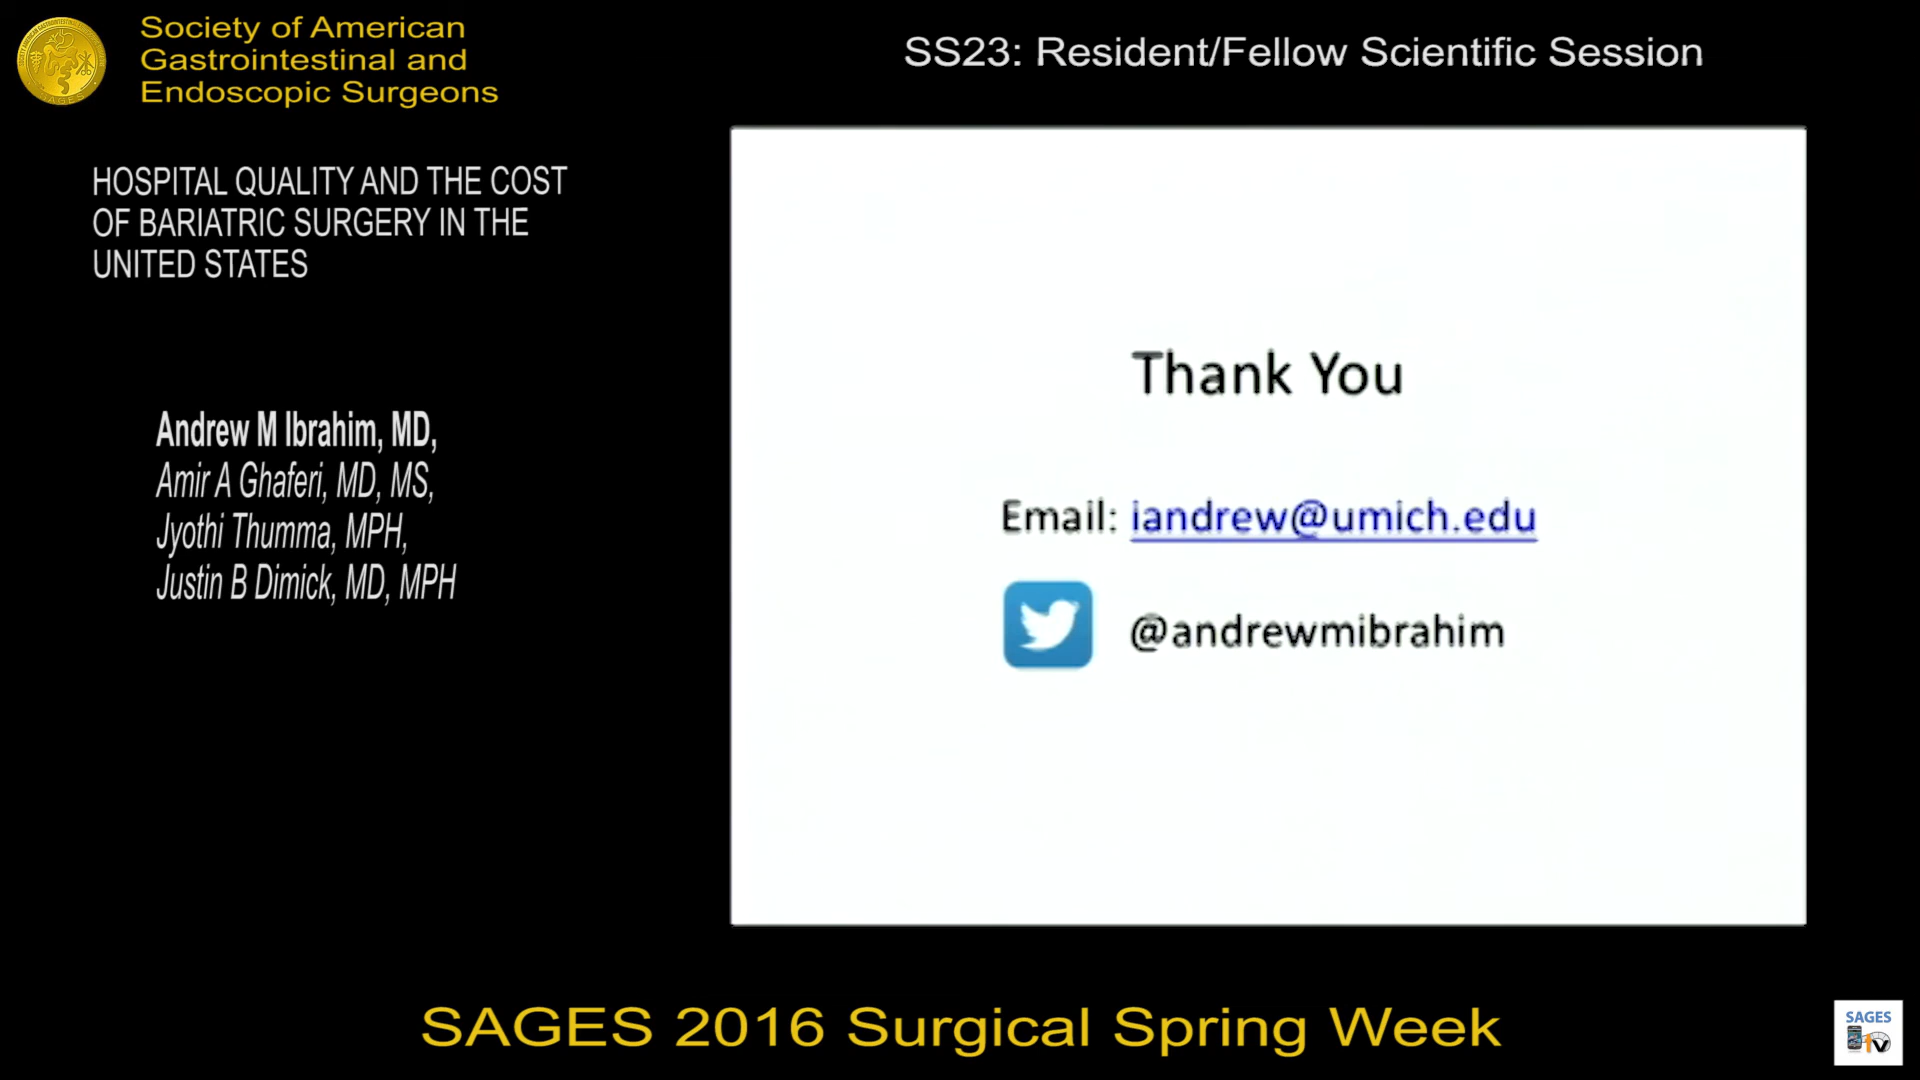 Society of American
Gastrointestinal and
Endoscopic Surgeons
SS23: Resident/Fellow Scientific Session
HOSPITAL QUALITY AND THE COST
OF BARIATRIC SURGERY IN THE
UNITED STATES
Andrew M Ibrahim, MD,
Amir A Ghaferi, MD, MS,
Jyothi Thumma, MPH,
Justin B Dimick, MD, MPH
Thank You
Email: iandrew@umich.edu
@andrewmibrahim
SAGES 2016 Surgical Spring Week
SAGES
TV